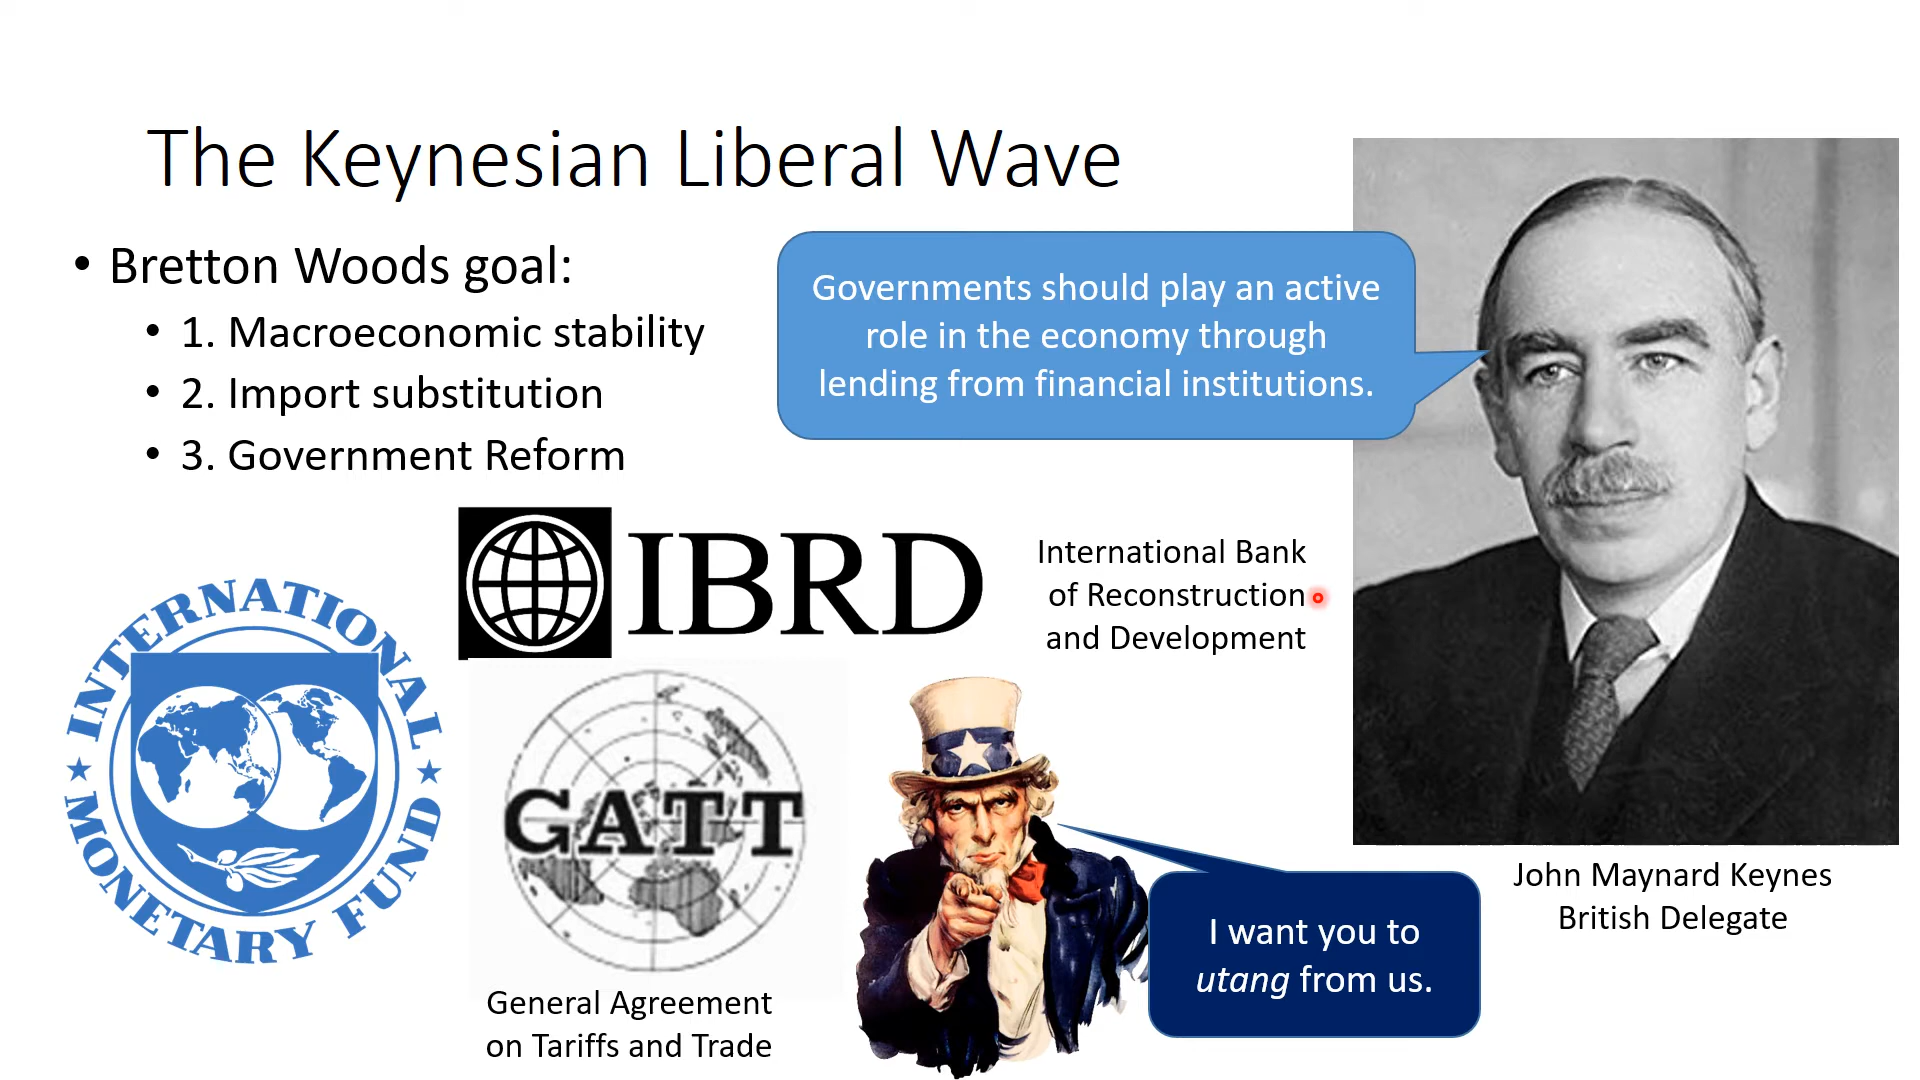 The Keynesian Liberal Wave
• Bretton Woods goal:
• 1. Macroeconomic stability
• 2. Import substitution
• 3. Government Reform
Governments should play an active
role in the economy through
lending from financial institutions.
IBRD
International Bank
of Reconstruction
and Development
INTERNATIONAL
MONETARY FUND
GATT
General Agreement
on Tariffs and Trade
I want you to
utang from us.
John Maynard Keynes
British Delegate